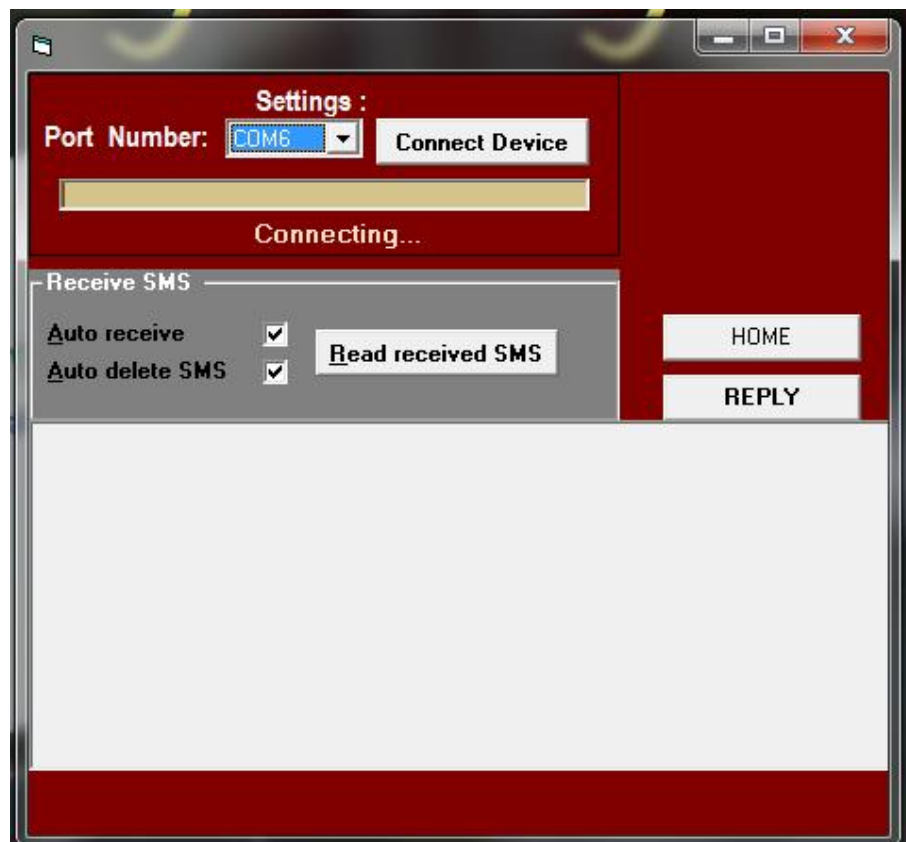 Settings :
Port Number: COM6 Connect Device
Connecting...
Receive SMS
Auto receive
Read received SMS
Auto delete SMS
HOME
REPLY